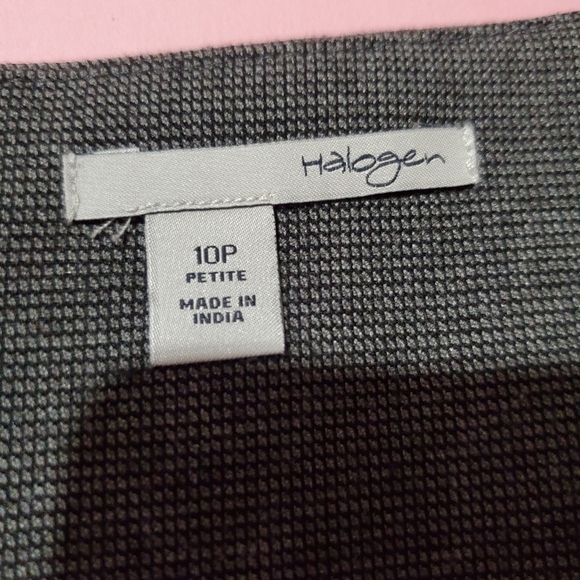 Halogen
10P
PETITE
MADE IN
INDIA